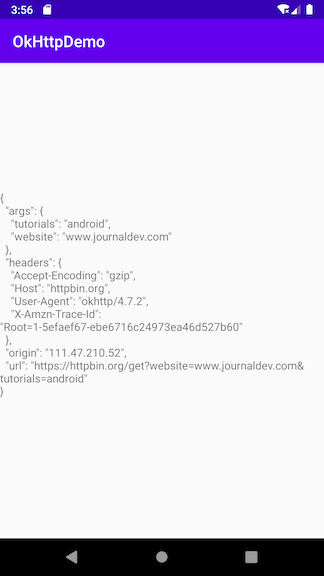 3:56
OkHttpDemo
{
"args": {
"tutorials": "android",
"website": "www.journaldev.com"
},
"headers": {
"Accept-Encoding": "gzip",
"Host": "httpbin.org",
"User-Agent": "okhttp/4.7.2",
"X-Amzn-Trace-Id":
"Root=1-5efaef67-ebe6716c24973ea46d527b60"
},
"origin": "111.47.210.52",
"url": "https://httpbin.org/get?website=www.journaldev.com&
tutorials=android"
}